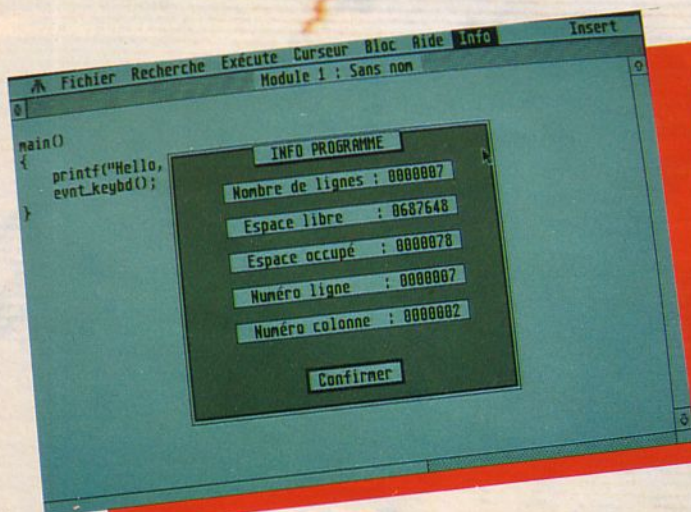 Fichier Recherche Exécute Curseur Bloc Aide Info Insert
Module 1 : Sans nom
main()
{
printf("Hello,
evnt_keybd();
}
INFO PROGRAMME
Nombre de lignes : 0000007
Espace libre : 0687648
Espace occupé : 0000078
Numéro ligne : 0000007
Numéro colonne : 0000002
Confirmer